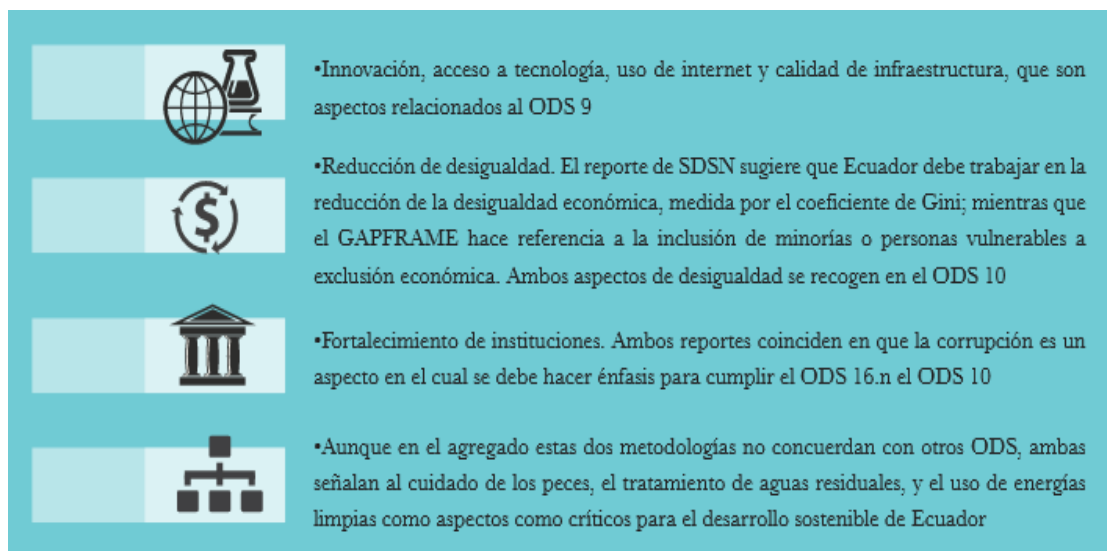 •Innovación, acceso a tecnología, uso de internet y calidad de infraestructura, que son
aspectos relacionados al ODS 9
•Reducción de desigualdad. El reporte de SDSN sugiere que Ecuador debe trabajar en la
reducción de la desigualdad económica, medida por el coeficiente de Gini; mientras que
el GAPFRAME hace referencia a la inclusión de minorías o personas vulnerables a
exclusión económica. Ambos aspectos de desigualdad se recogen en el ODS 10
•Fortalecimiento de instituciones. Ambos reportes coinciden en que la corrupción es un
aspecto en el cual se debe hacer énfasis para cumplir el ODS 16.n el ODS 10
•Aunque en el agregado estas dos metodologías no concuerdan con otros ODS, ambas
señalan al cuidado de los peces, el tratamiento de aguas residuales, y el uso de energías
limpias como aspectos como críticos para el desarrollo sostenible de Ecuador